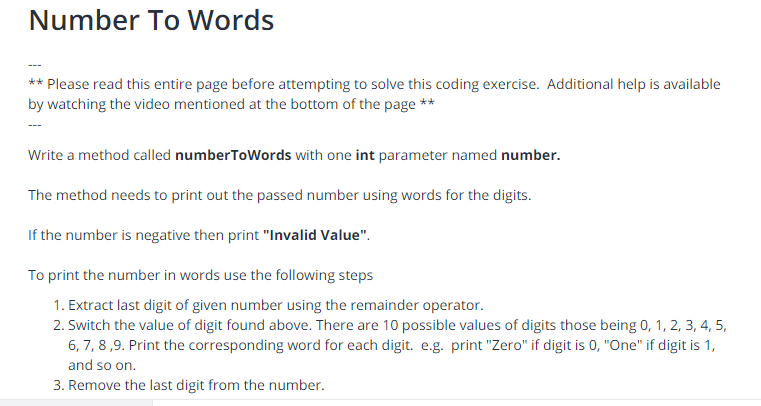 Number To Words
---
** Please read this entire page before attempting to solve this coding exercise.  Additional help is available
by watching the video mentioned at the bottom of the page **
---
Write a method called numberToWords with one int parameter named number.
The method needs to print out the passed number using words for the digits.
If the number is negative then print "Invalid Value".
To print the number in words use the following steps
1. Extract last digit of given number using the remainder operator.
2. Switch the value of digit found above. There are 10 possible values of digits those being 0, 1, 2, 3, 4, 5,
6, 7, 8 ,9. Print the corresponding word for each digit.  e.g.  print "Zero" if digit is 0, "One" if digit is 1,
and so on.
3. Remove the last digit from the number.